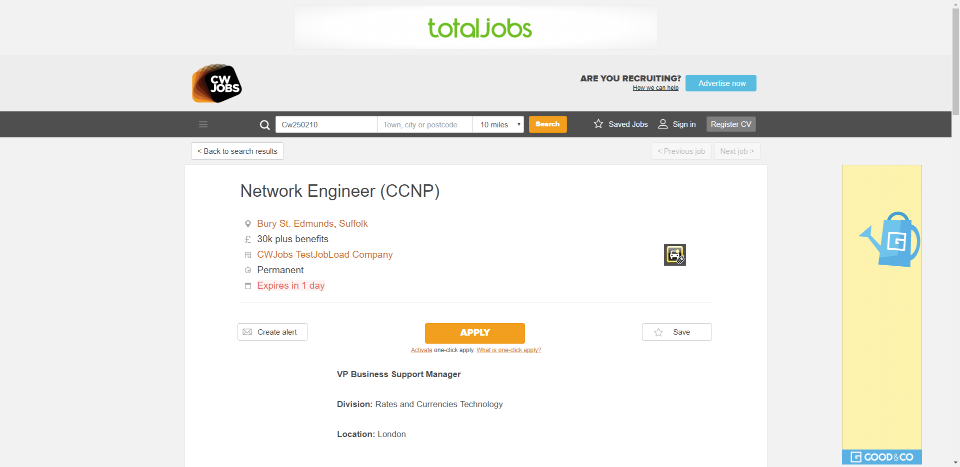 totaljobs
CW
JOBS
ARE YOU RECRUITING?
How we can help
Advertise now
Cw250210
Town, city or postcode
10 miles
Search
Saved Jobs
Sign in
Register CV
< Back to search results
< Previous job
Next job >
Network Engineer (CCNP)
Bury St. Edmunds, Suffolk
£ 30k plus benefits
CWJobs TestJobLoad Company
Permanent
Expires in 1 day
Create alert
APPLY
Save
Activate one-click apply. What is one-click apply?
VP Business Support Manager
Division: Rates and Currencies Technology
Location: London
G
G GOOD&CO